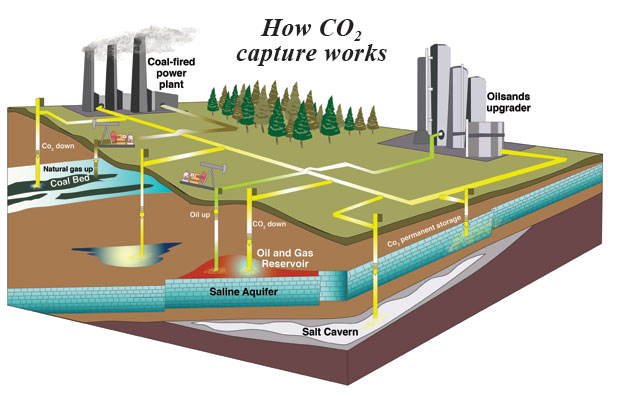 How CO2
capture works
Coal-fired
power
plant
Oilsands
upgrader
Co2 down
Natural gas up
Coal Bed
Oil up
CO2 down
Co2 permanent storage
Oil and Gas
Reservoir
Saline Aquifer
Salt Cavern